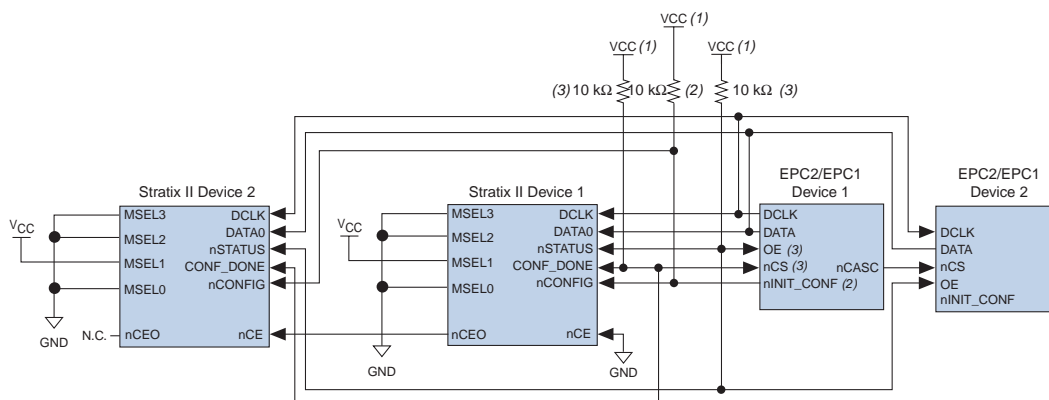 VCC (1)
VCC (1)
VCC (1)
(3) 10 kΩ
10 kΩ
(2)
10 kΩ (3)
Stratix II Device 2
MSEL3
MSEL2
MSEL1
MSEL0
nCEO
DCLK
DATA0
nSTATUS
CONF_DONE
nCONFIG
nCE
VCC
GND
N.C.
Stratix II Device 1
MSEL3
MSEL2
MSEL1
MSEL0
nCEO
DCLK
DATA0
nSTATUS
CONF_DONE
nCONFIG
nCE
VCC
GND
GND
EPC2/EPC1
Device 1
DCLK
DATA
OE (3)
nCS (3)
nINIT_CONF (2)
nCASC
EPC2/EPC1
Device 2
DCLK
DATA
nCS
OE
nINIT_CONF